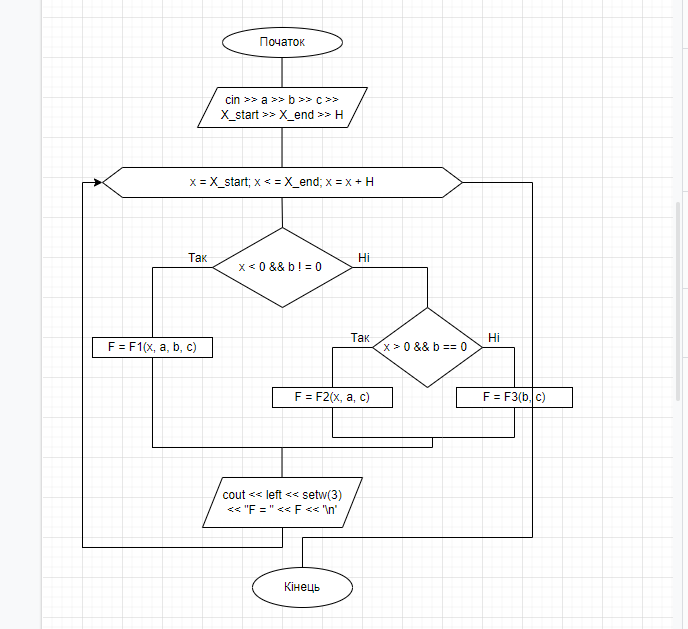 Початок
cin >> a >> b >> c >>
X_start >> X_end >> H
x = X_start; x < = X_end; x = x + H
Так
Ні
x < 0 && b ! = 0
Так
Ні
x > 0 && b == 0
F = F1(x, a, b, c)
F = F2(x, a, c)
F = F3(b, c)
cout << left << setw(3)
<< "F = " << F << '\n'
Кінець